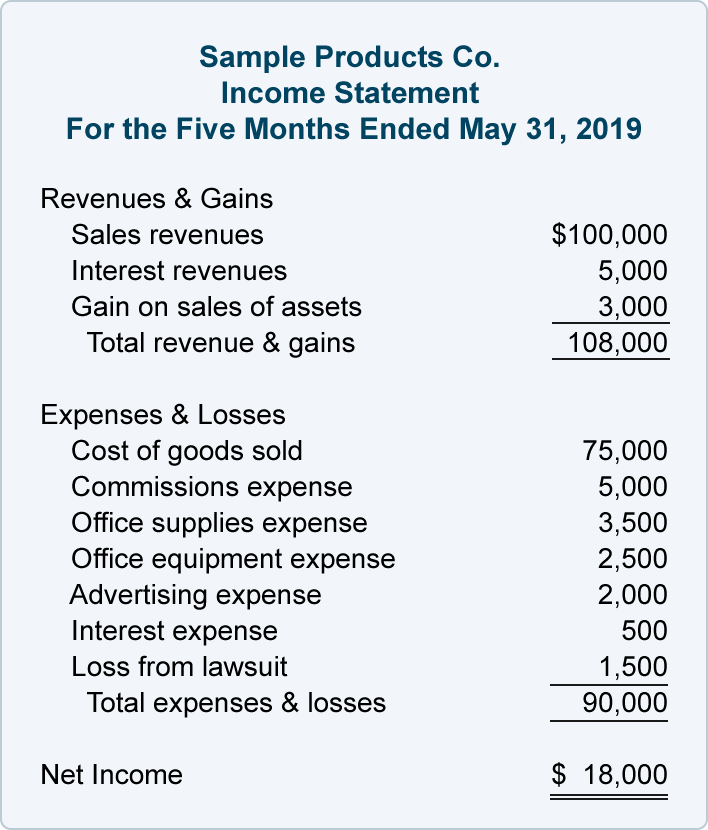 Sample Products Co.
Income Statement
For the Five Months Ended May 31, 2019
Revenues & Gains
Sales revenues $100,000
Interest revenues 5,000
Gain on sales of assets 3,000
Total revenue & gains 108,000
Expenses & Losses
Cost of goods sold 75,000
Commissions expense 5,000
Office supplies expense 3,500
Office equipment expense 2,500
Advertising expense 2,000
Interest expense 500
Loss from lawsuit 1,500
Total expenses & losses 90,000
Net Income $ 18,000